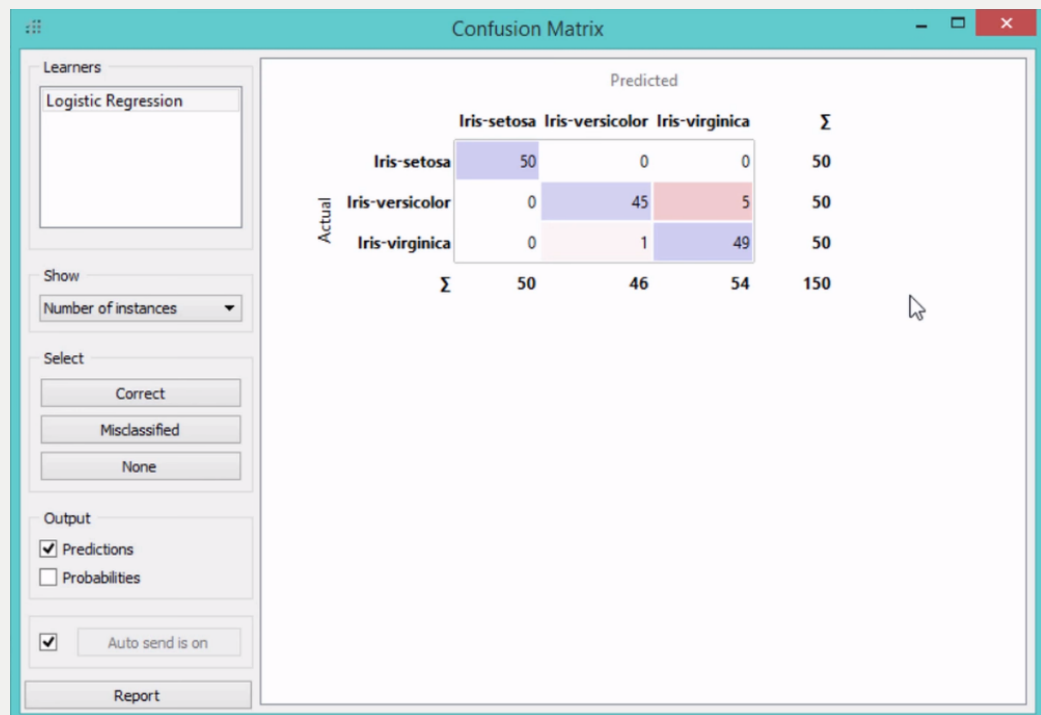 Confusion Matrix
Learners
Logistic Regression
Show
Number of instances
Select
Correct
Misclassified
None
Output
Predictions
Probabilities
Auto send is on
Report
Predicted
Iris-setosa Iris-versicolor Iris-virginica Σ
Actual
Iris-setosa 50 0 0 50
Iris-versicolor 0 45 5 50
Iris-virginica 0 1 49 50
Σ 50 46 54 150